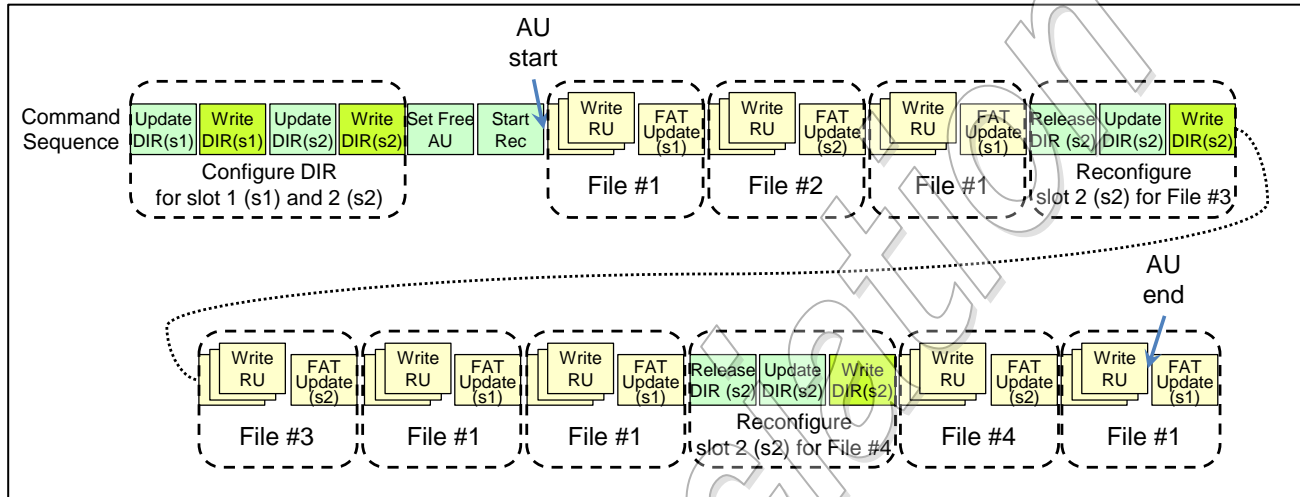 AU
start
Command
Sequence
Update
DIR(s1)
Write
DIR(s1)
Update
DIR(s2)
Write
DIR(s2)
Set Free
AU
Start
Rec
Write
RU
FAT
Update
(s1)
Write
RU
FAT
Update
(s2)
Write
RU
FAT
Update
(s1)
Release
DIR (s2)
Update
DIR(s2)
Write
DIR(s2)
Configure DIR
for slot 1 (s1) and 2 (s2)
File #1
File #2
File #1
Reconfigure
slot 2 (s2) for File #3
AU
end
Write
RU
FAT
Update
(s2)
Write
RU
FAT
Update
(s1)
Write
RU
FAT
Update
(s1)
Release
DIR (s2)
Update
DIR(s2)
Write
DIR(s2)
Write
RU
FAT
Update
(s2)
Write
RU
FAT
Update
(s1)
File #3
File #1
File #1
Reconfigure
slot 2 (s2) for File #4
File #4
File #1
ciation